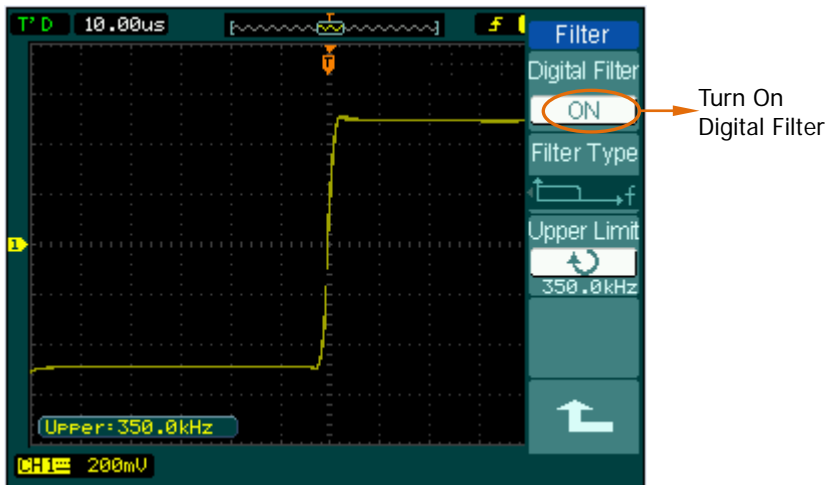 T'D 10.00us
T
f
Filter
Digital Filter
ON
Turn On
Digital Filter
Filter Type
f
Upper Limit
350.0kHz
1
Upper=350.0kHz
CH1 200mV